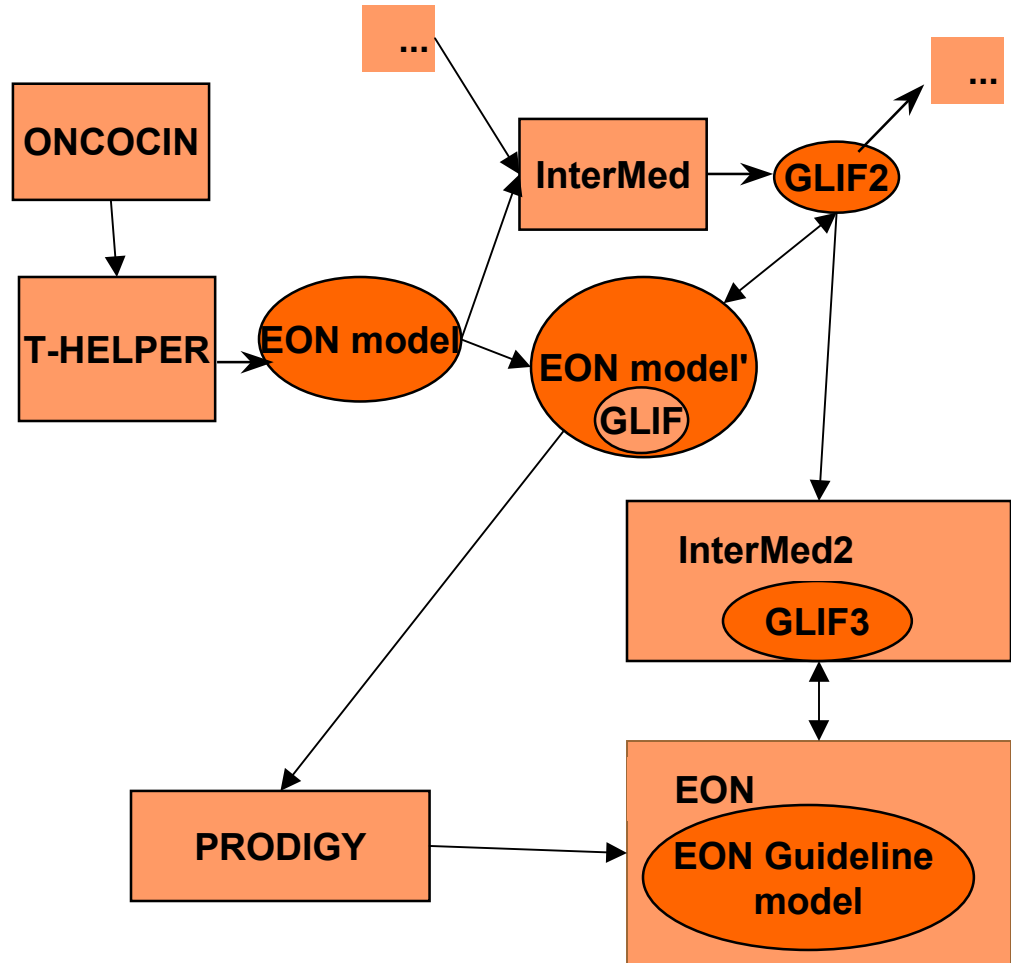 ...
...
ONCOCIN
InterMed
GLIF2
T-HELPER
EON model
EON model'
GLIF
InterMed2
GLIF3
EON
PRODIGY
EON Guideline
model